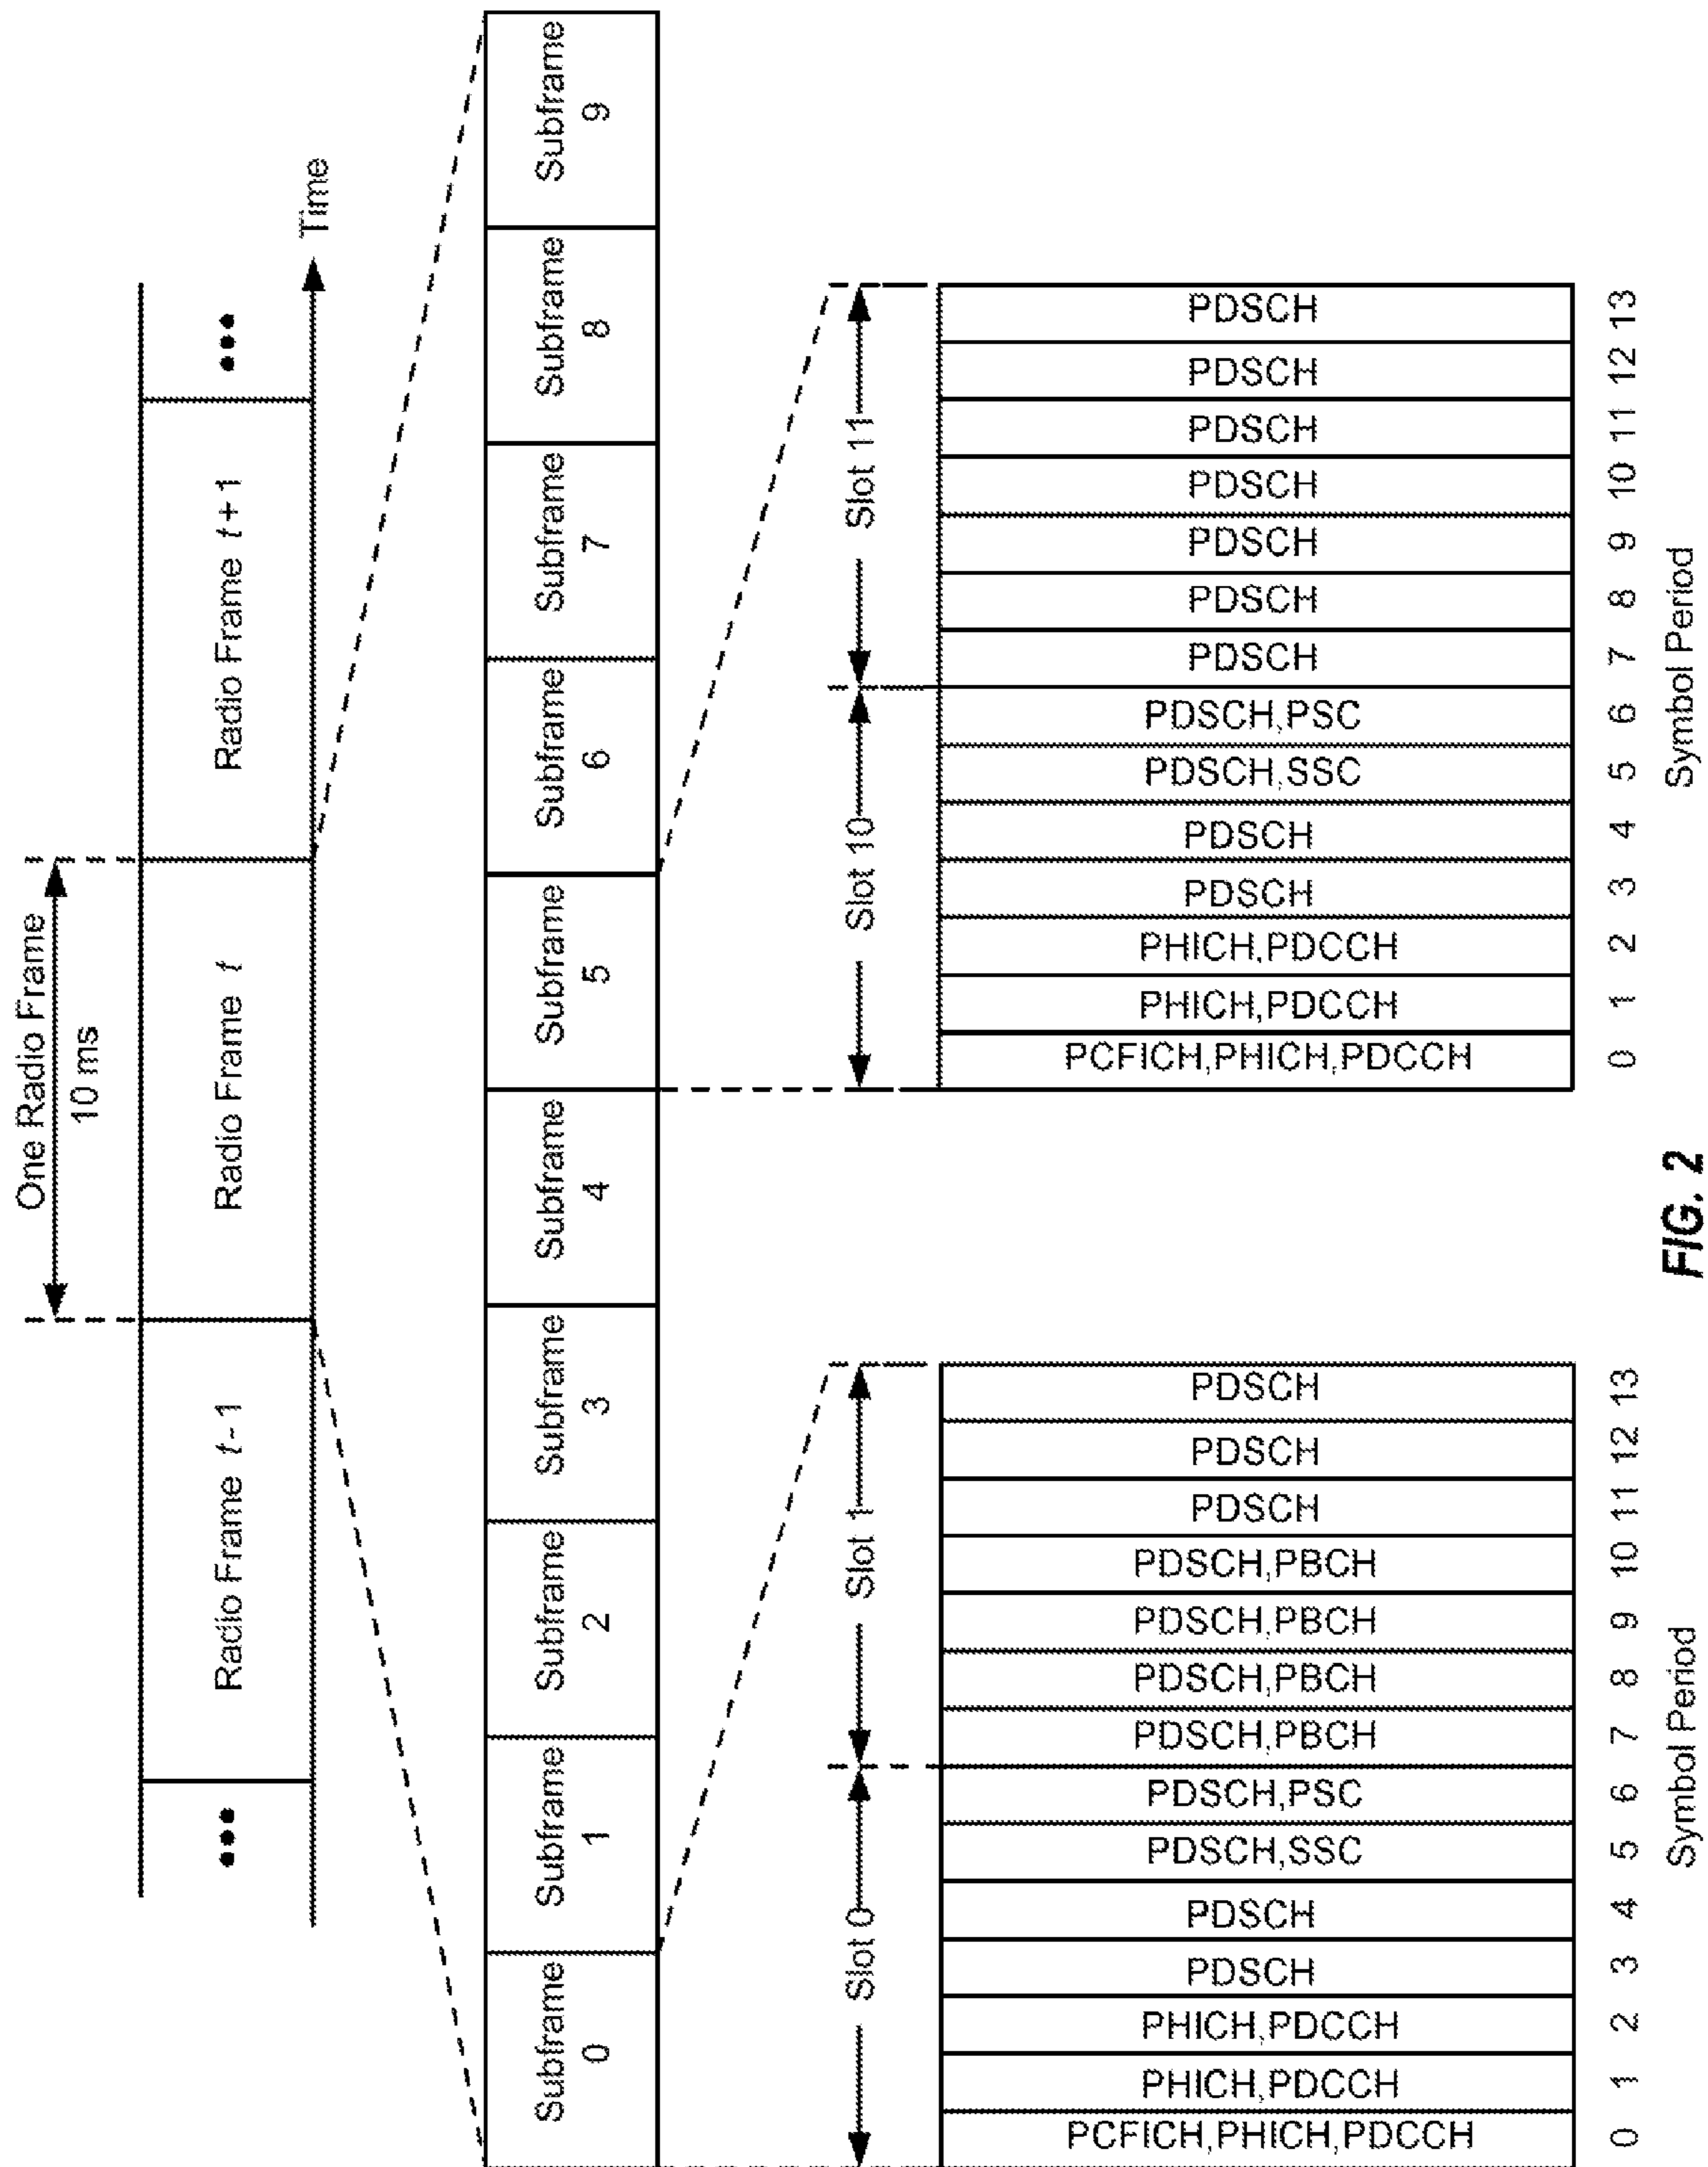 One Radio Frame
10 ms
Radio Frame t-1
Radio Frame t
Radio Frame t+1
Time
Subframe
0
Subframe
1
Subframe
2
Subframe
3
Subframe
4
Subframe
5
Subframe
6
Subframe
7
Subframe
8
Subframe
9
Slot 0
Slot 1
PCFICH,PHICH,PDCCH
PHICH,PDCCH
PHICH,PDCCH
PDSCH
PDSCH
PDSCH,SSC
PDSCH,PSC
PDSCH,PBCH
PDSCH,PBCH
PDSCH,PBCH
PDSCH,PBCH
PDSCH
PDSCH
PDSCH
0 1 2 3 4 5 6 7 8 9 10 11 12 13
Symbol Period
Slot 10
Slot 11
PCFICH,PHICH,PDCCH
PHICH,PDCCH
PHICH,PDCCH
PDSCH
PDSCH
PDSCH,SSC
PDSCH,PSC
PDSCH
PDSCH
PDSCH
PDSCH
PDSCH
PDSCH
PDSCH
0 1 2 3 4 5 6 7 8 9 10 11 12 13
Symbol Period
FIG. 2